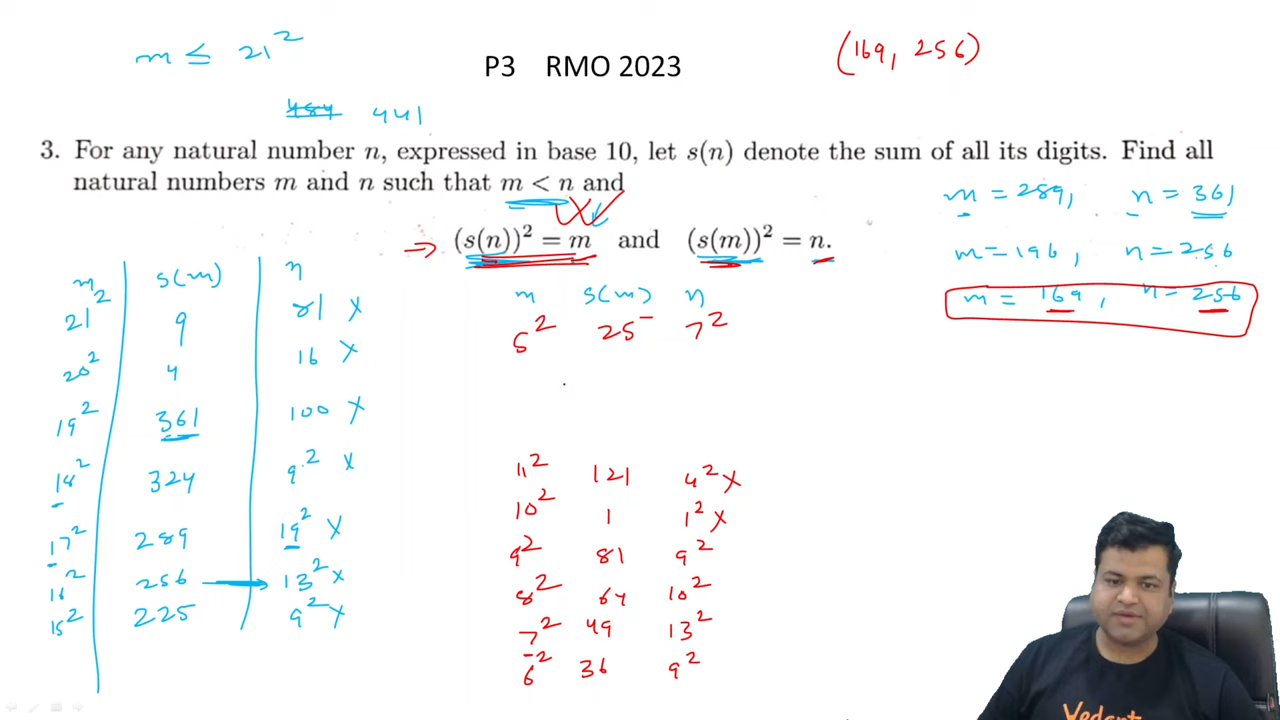 m ≤ 21²
(169, 256)
P3 RMO 2023
441
3. For any natural number n, expressed in base 10, let s(n) denote the sum of all its digits. Find all
natural numbers m and n such that m < n and
(s(n))² = m and (s(m))² = n.
m = 289, n = 361
m = 196, n = 256
m = 169, n = 256
m s(m) n
21² 9 81 X
20² 4 16 X
19² 361 100 X
18² 324 9² X
17² 289 19² X
16² 256 → 13² X
15² 225 9² X
m s(m) n
5² 25 7²
11² 121 4² X
10² 1 1² X
9² 81 9²
8² 64 10²
7² 49 13²
6² 36 9²
Vedant